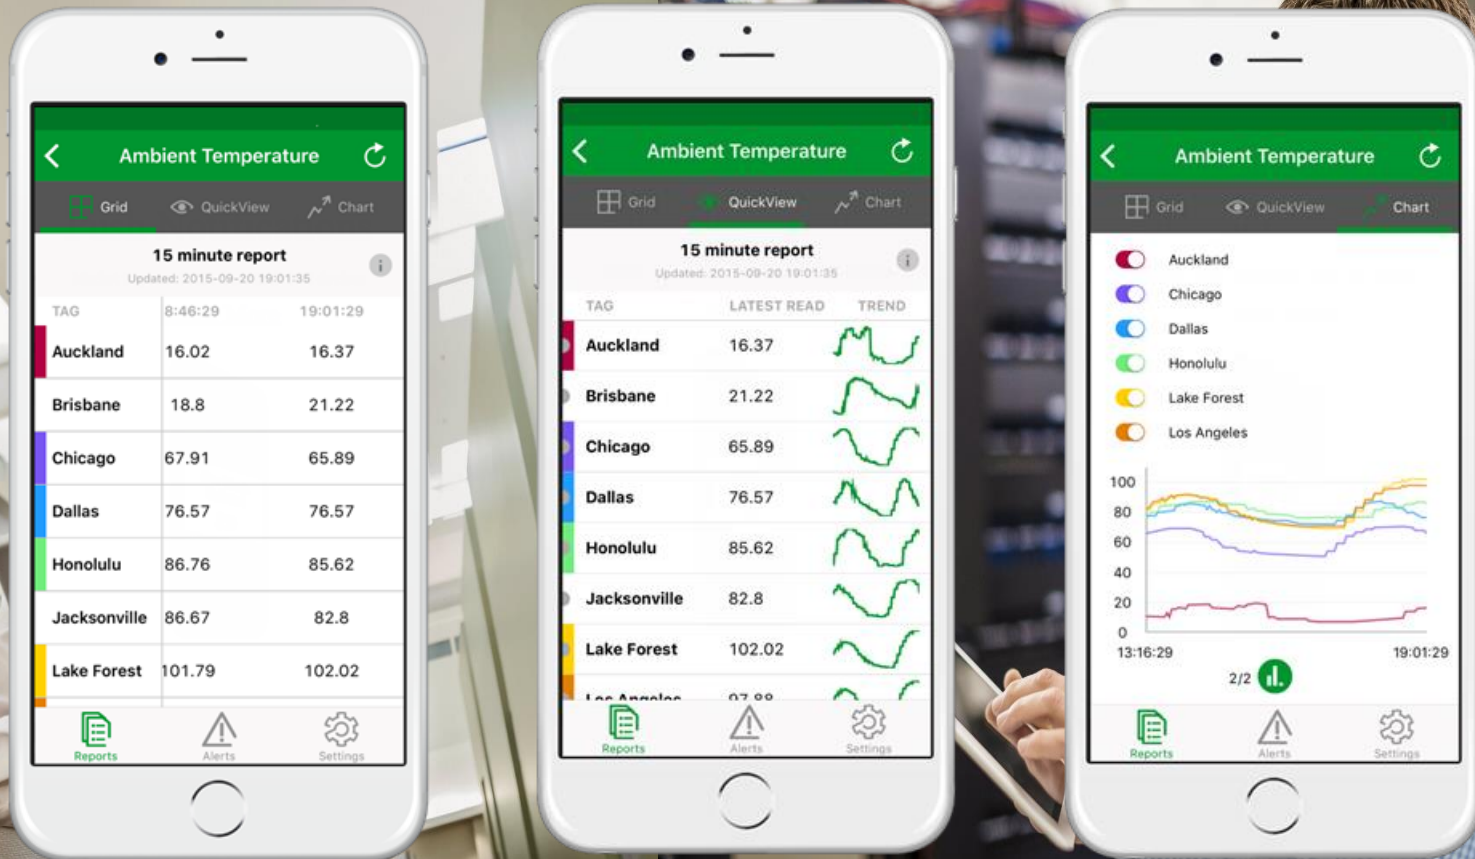 Ambient Temperature
Grid QuickView Chart
15 minute report
Updated: 2015-09-20 19:01:35
TAG 8:46:29 19:01:29
Auckland 16.02 16.37
Brisbane 18.8 21.22
Chicago 67.91 65.89
Dallas 76.57 76.57
Honolulu 86.76 85.62
Jacksonville 86.67 82.8
Lake Forest 101.79 102.02
Reports Alerts Settings
Ambient Temperature
Grid QuickView Chart
15 minute report
Updated: 2015-09-20 19:01:35
TAG LATEST READ TREND
Auckland 16.37
Brisbane 21.22
Chicago 65.89
Dallas 76.57
Honolulu 85.62
Jacksonville 82.8
Lake Forest 102.02
Los Angeles 97.88
Reports Alerts Settings
Ambient Temperature
Grid QuickView Chart
Auckland
Chicago
Dallas
Honolulu
Lake Forest
Los Angeles
100
80
60
40
20
0
13:16:29 19:01:29
2/2
Reports Alerts Settings